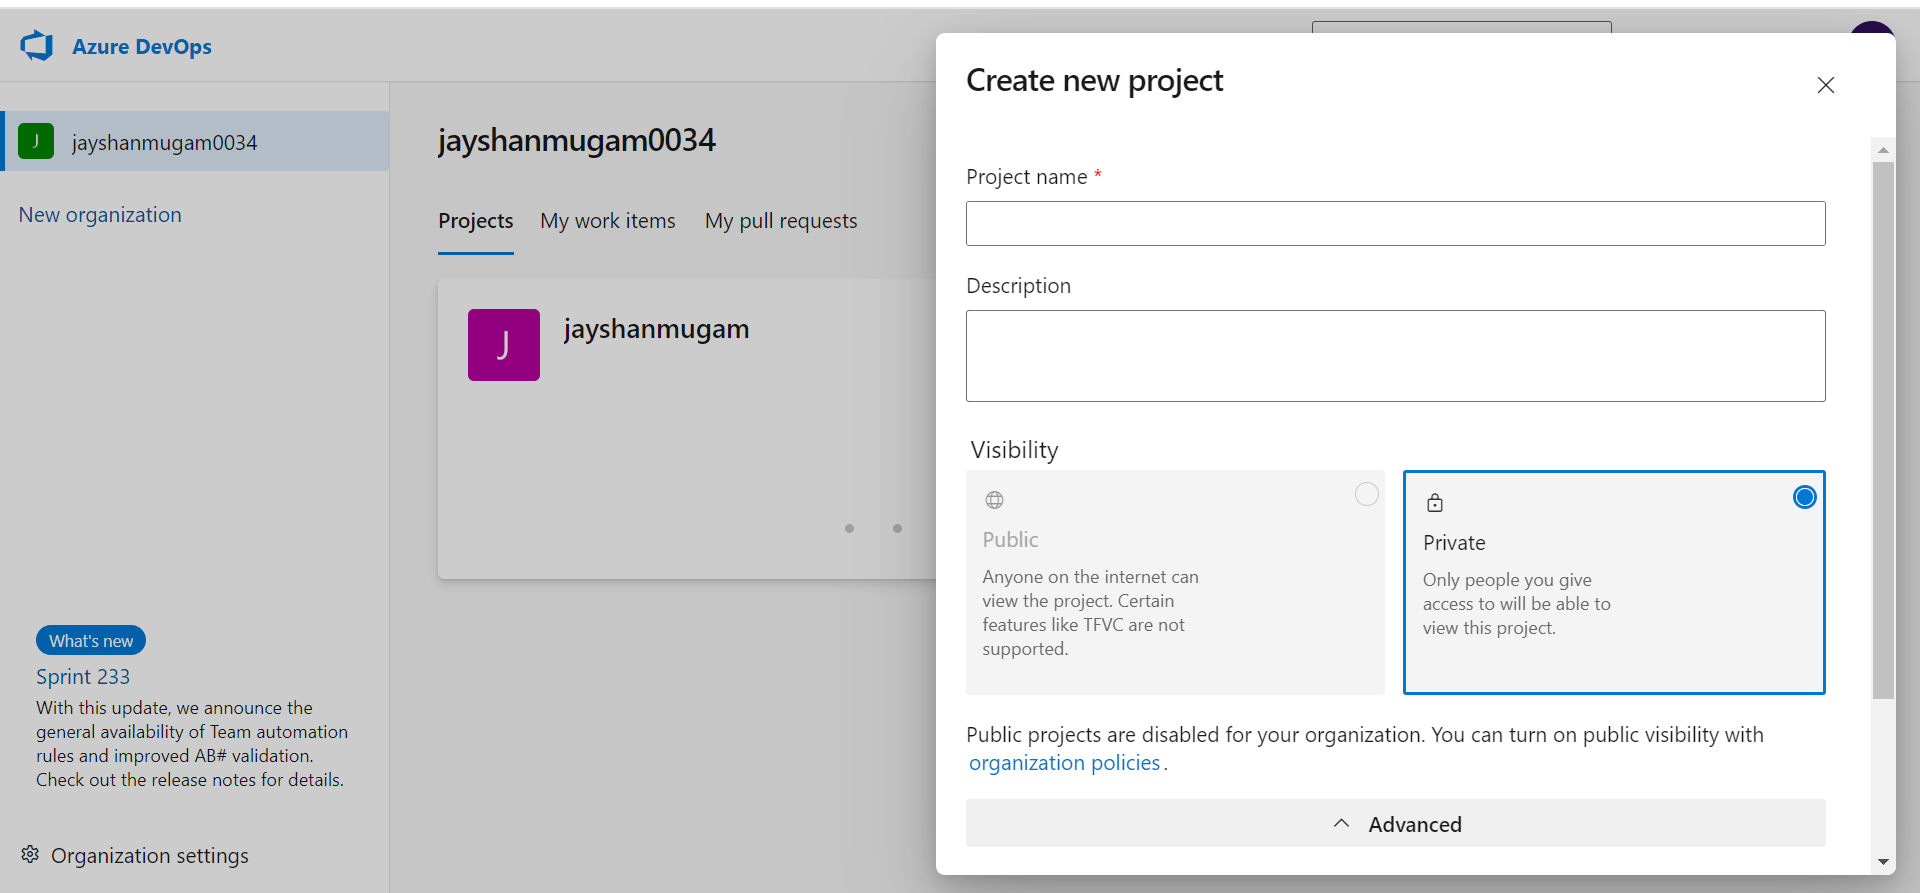 Azure DevOps
J jayshanmugam0034
New organization
What's new
Sprint 233
With this update, we announce the
general availability of Team automation
rules and improved AB# validation.
Check out the release notes for details.
Organization settings
jayshanmugam0034
Projects My work items My pull requests
J jayshanmugam
Create new project
Project name *
Description
Visibility
Public
Anyone on the internet can
view the project. Certain
features like TFVC are not
supported.
Private
Only people you give
access to will be able to
view this project.
Public projects are disabled for your organization. You can turn on public visibility with
organization policies.
Advanced